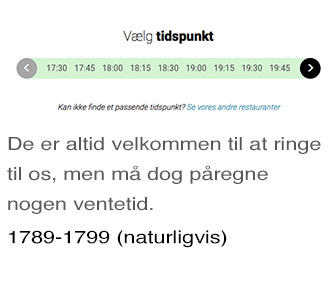 Vælg tidspunkt
17:30 17:45 18:00 18:15 18:30 19:00 19:15 19:30 19:45
Kan ikke finde et passende tidspunkt? Se vores andre restauranter
De er altid velkommen til at ringe
til os, men må dog påregne
nogen ventetid.
1789-1799 (naturligvis)